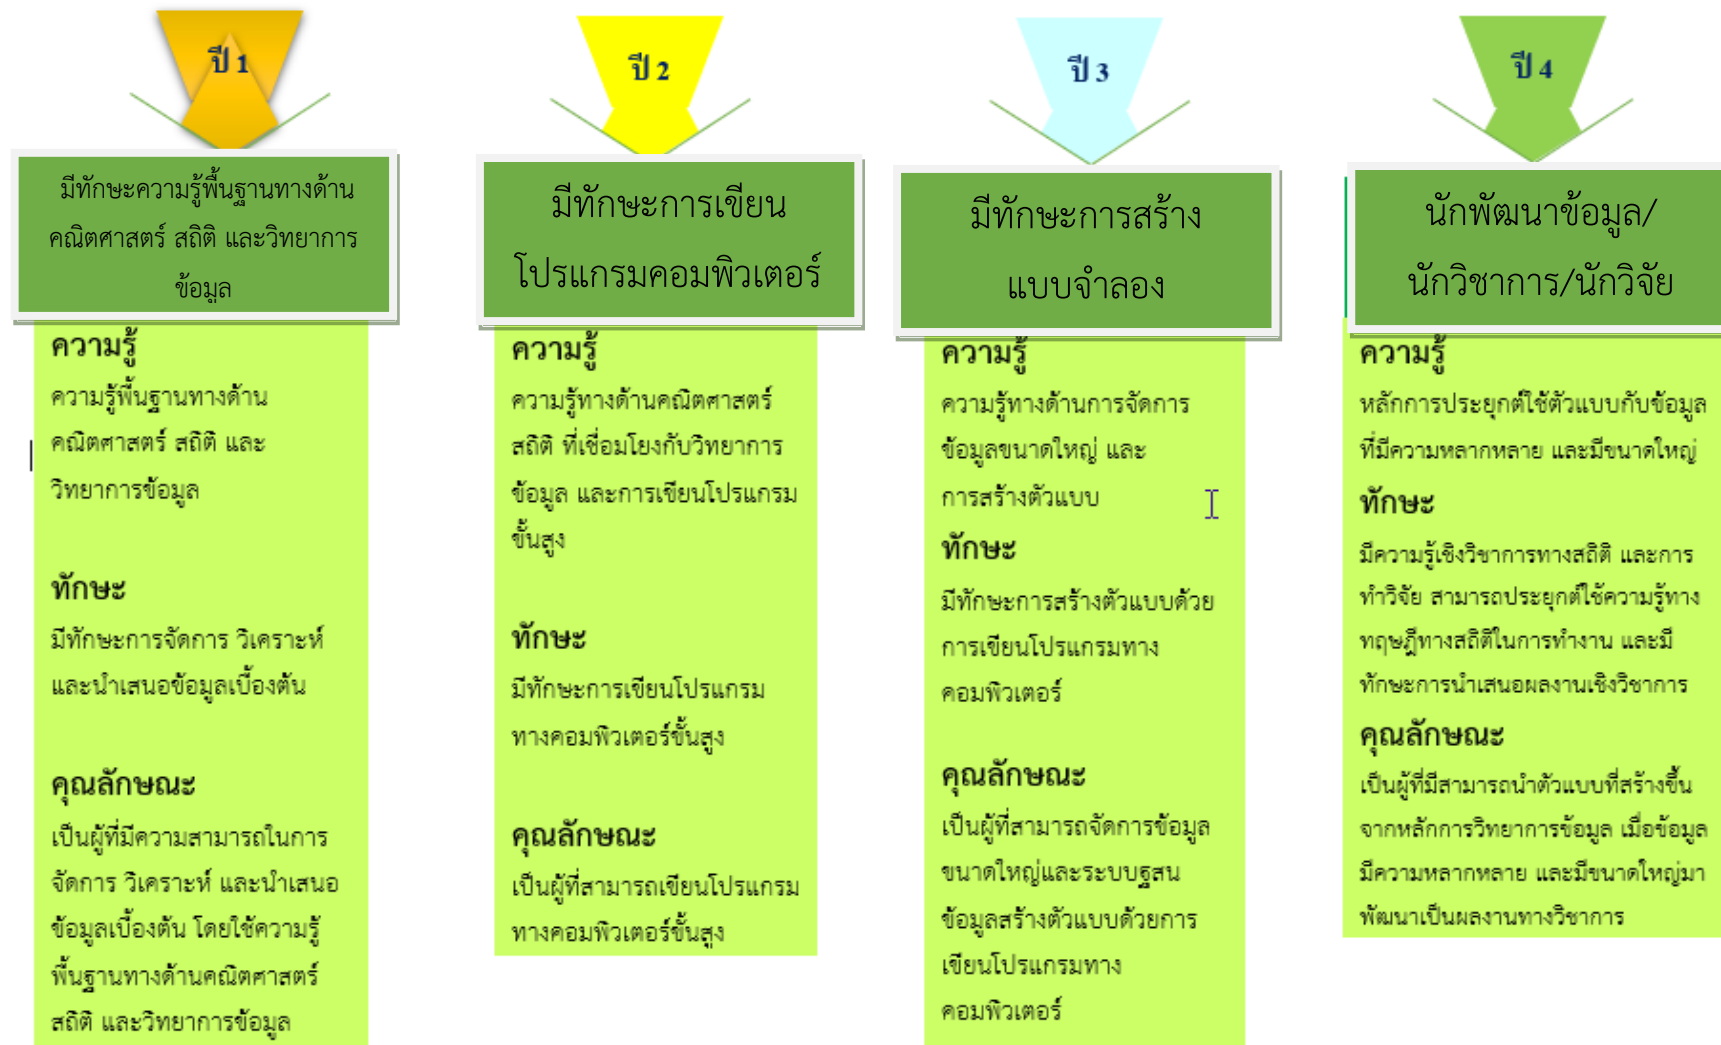 ปี 1
มีทักษะความรู้พื้นฐานทางด้าน
คณิตศาสตร์ สถิติ และวิทยาการ
ข้อมูล
ความรู้
ความรู้พื้นฐานทางด้าน
คณิตศาสตร์ สถิติ และ
วิทยาการข้อมูล
ทักษะ
มีทักษะการจัดการ วิเคราะห์
และนำเสนอข้อมูลเบื้องต้น
คุณลักษณะ
เป็นผู้ที่มีความสามารถในการ
จัดการ วิเคราะห์ และนำเสนอ
ข้อมูลเบื้องต้น โดยใช้ความรู้
พื้นฐานทางด้านคณิตศาสตร์
สถิติ และวิทยาการข้อมูล
ปี 2
มีทักษะการเขียน
โปรแกรมคอมพิวเตอร์
ความรู้
ความรู้ทางด้านคณิตศาสตร์
สถิติ ที่เชื่อมโยงกับวิทยาการ
ข้อมูล และการเขียนโปรแกรม
ขั้นสูง
ทักษะ
มีทักษะการเขียนโปรแกรม
ทางคอมพิวเตอร์ขั้นสูง
คุณลักษณะ
เป็นผู้ที่สามารถเขียนโปรแกรม
ทางคอมพิวเตอร์ขั้นสูง
ปี 3
มีทักษะการสร้าง
แบบจำลอง
ความรู้
ความรู้ทางด้านการจัดการ
ข้อมูลขนาดใหญ่ และ
การสร้างตัวแบบ
ทักษะ
มีทักษะการสร้างตัวแบบด้วย
การเขียนโปรแกรมทาง
คอมพิวเตอร์
คุณลักษณะ
เป็นผู้ที่สามารถจัดการข้อมูล
ขนาดใหญ่และระบบฐสน
ข้อมูลสร้างตัวแบบด้วยการ
เขียนโปรแกรมทาง
คอมพิวเตอร์
ปี 4
นักพัฒนาข้อมูล/
นักวิชาการ/นักวิจัย
ความรู้
หลักการประยุกต์ใช้ตัวแบบกับข้อมูล
ที่มีความหลากหลาย และมีขนาดใหญ่
ทักษะ
มีความรู้เชิงวิชาการทางสถิติ และการ
ทำวิจัย สามารถประยุกต์ใช้ความรู้ทาง
ทฤษฎีทางสถิติในการทำงาน และมี
ทักษะการนำเสนอผลงานเชิงวิชาการ
คุณลักษณะ
เป็นผู้ที่มีสามารถนำตัวแบบที่สร้างขึ้น
จากหลักการวิทยาการข้อมูล เมื่อข้อมูล
มีความหลากหลาย และมีขนาดใหญ่มา
พัฒนาเป็นผลงานทางวิชาการ